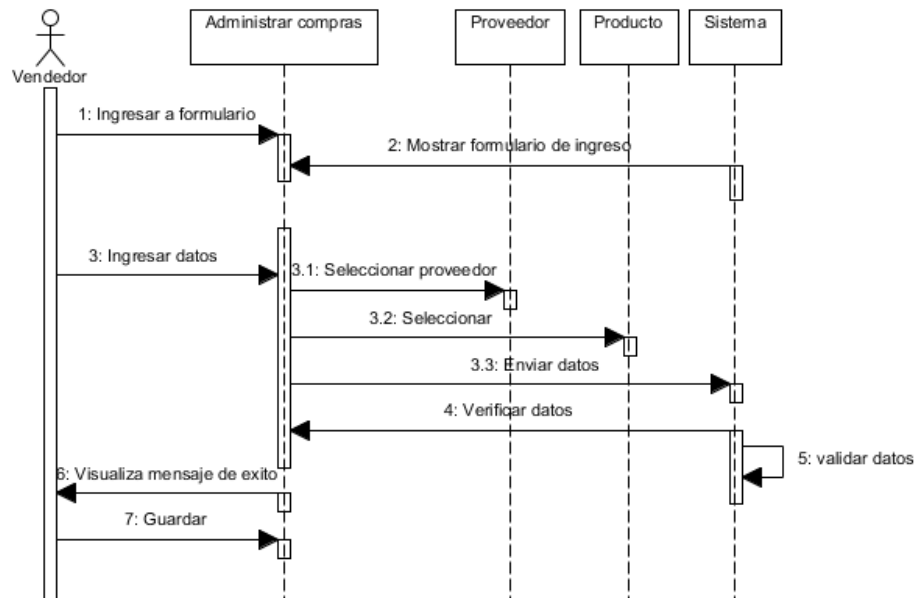 Administrar compras
Proveedor
Producto
Sistema
Vendedor
1: Ingresar a formulario
2: Mostrar formulario de ingreso
3: Ingresar datos
3.1: Seleccionar proveedor
3.2: Seleccionar
3.3: Enviar datos
4: Verificar datos
5: validar datos
6: Visualiza mensaje de exito
7: Guardar